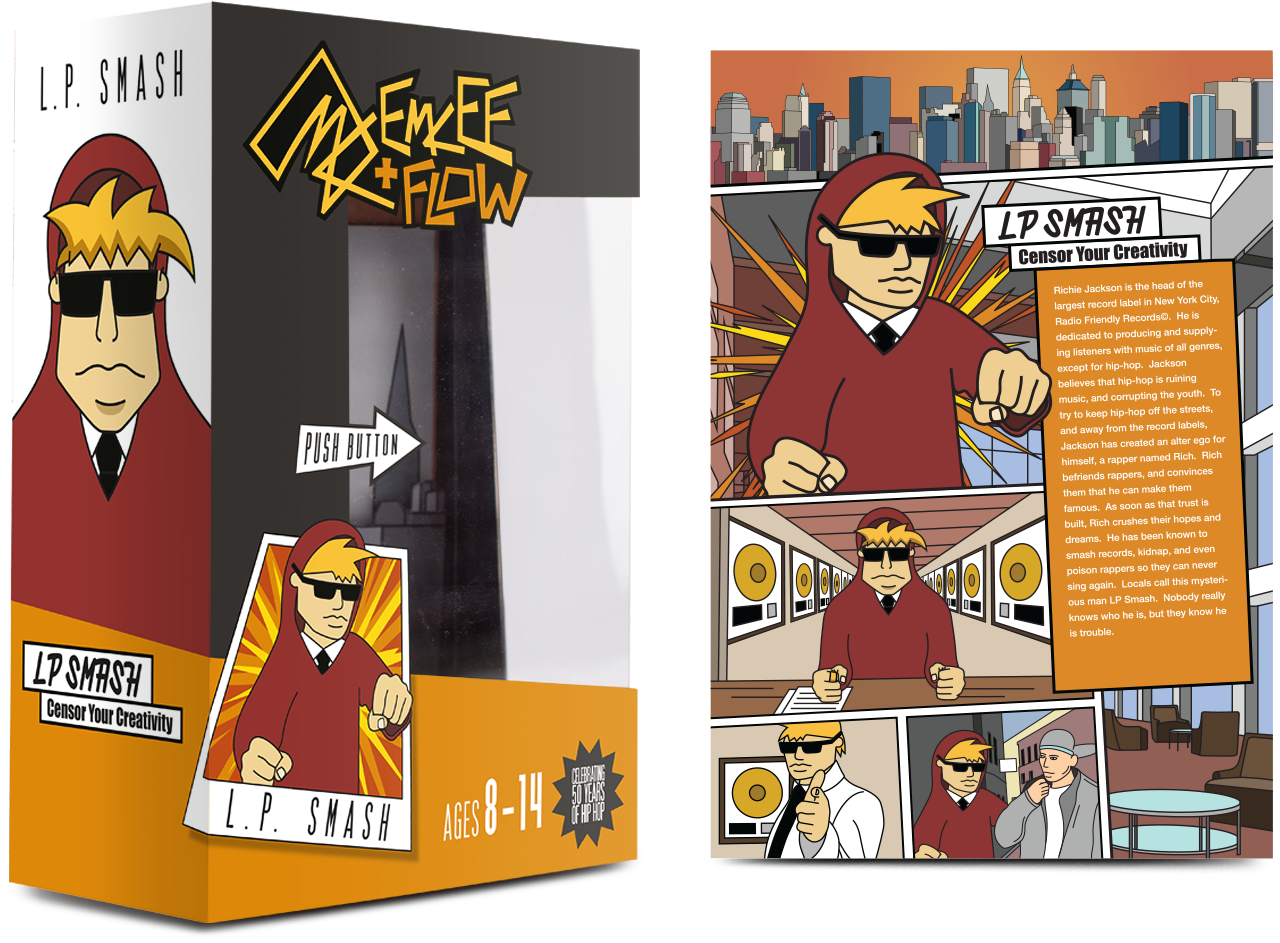 L.P. SMASH
EMCEE
+FLOW
PUSH BUTTON
LP SMASH
Censor Your Creativity
L.P. SMASH
AGES 8-14
CELEBRATING
50 YEARS
OF HIP HOP
LP SMASH
Censor Your Creativity
Richie Jackson is the head of the
largest record label in New York City,
Radio Friendly Records©. He is
dedicated to producing and supply-
ing listeners with music of all genres,
except for hip-hop. Jackson
believes that hip-hop is ruining
music, and corrupting the youth. To
try to keep hip-hop off the streets,
and away from the record labels,
Jackson has created an alter ego for
himself, a rapper named Rich. Rich
befriends rappers, and convinces
them that he can make them
famous. As soon as that trust is
built, Rich crushes their hopes and
dreams. He has been known to
smash records, kidnap, and even
poison rappers so they can never
sing again. Locals call this mysteri-
ous man LP Smash. Nobody really
knows who he is, but they know he
is trouble.